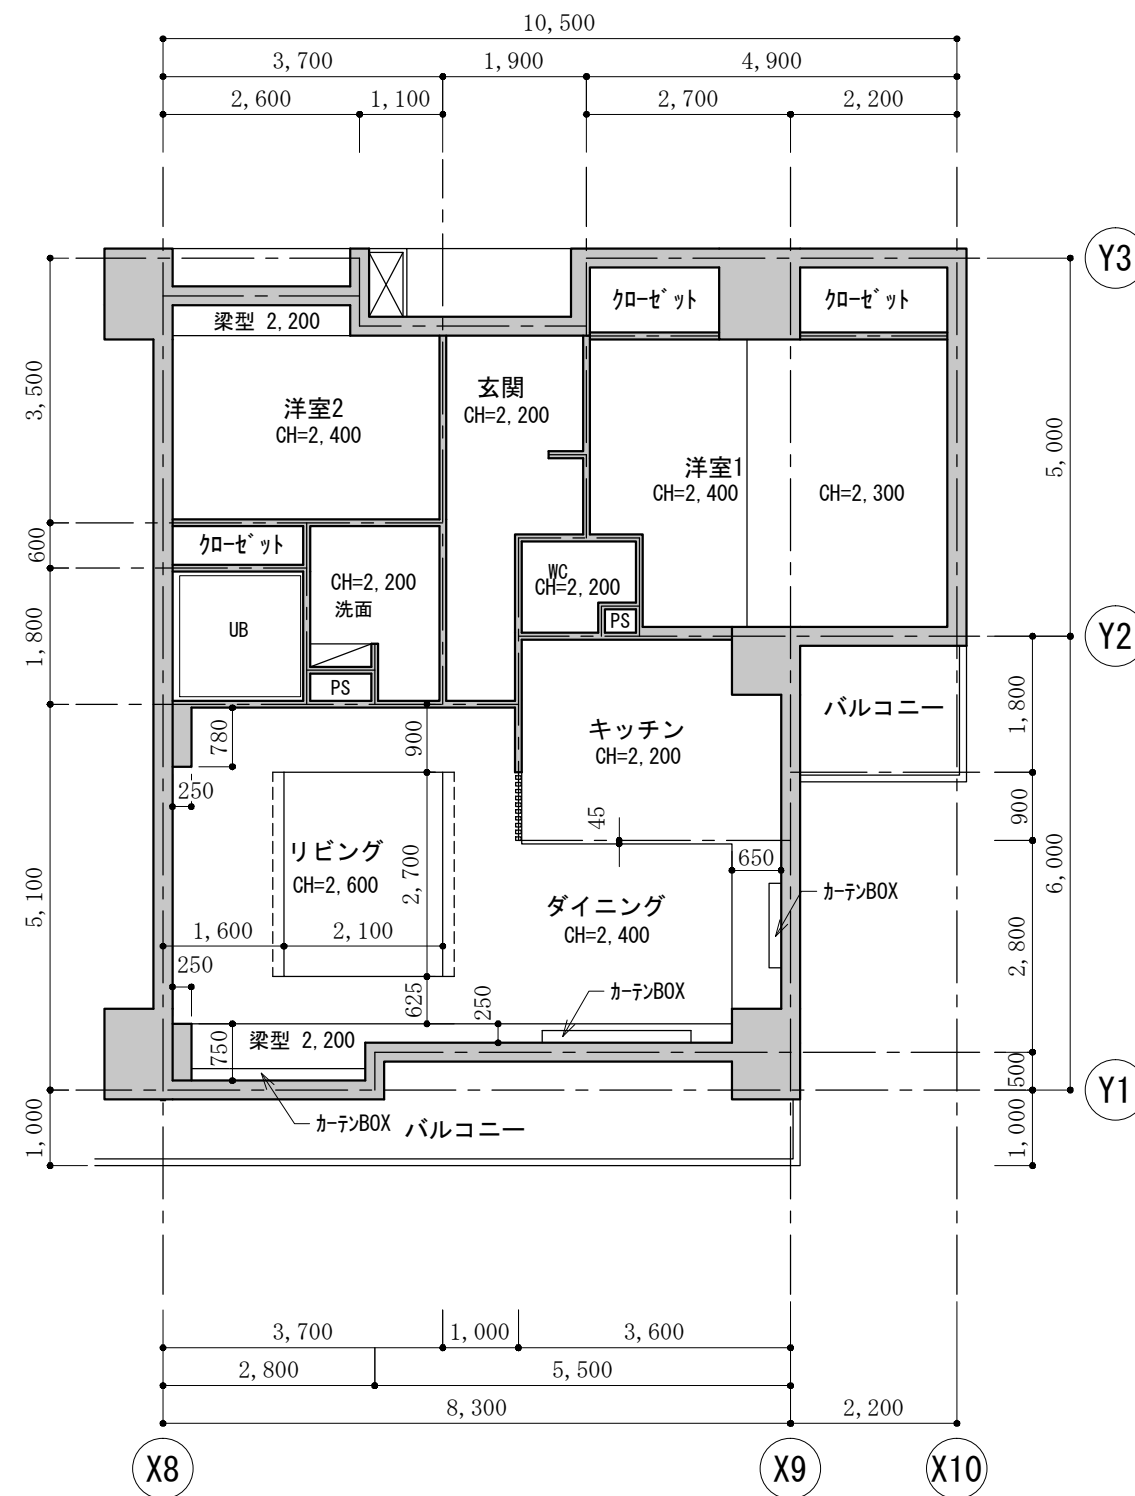 10,500
3,700
1,900
4,900
2,600
1,100
2,700
2,200
Y3
クローゼット
クローゼット
梁型 2,200
3,500
玄関
CH=2,200
洋室2
CH=2,400
5,000
洋室1
CH=2,400
CH=2,300
600
クローゼット
WC
CH=2,200
CH=2,200
洗面
PS
UB
1,800
Y2
PS
バルコニー
1,800
780
900
キッチン
CH=2,200
250
45
900
リビング
CH=2,600
2,700
650
カーテンBOX
6,000
5,100
ダイニング
CH=2,400
1,600
2,100
2,800
250
625
250
カーテンBOX
750
梁型 2,200
500
Y1
カーテンBOX
バルコニー
1,000
1,000
3,700
1,000
3,600
2,800
5,500
8,300
2,200
X8
X9
X10